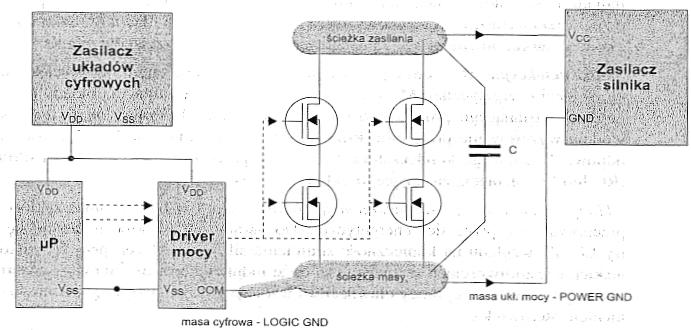 Zasilacz
układów
cyfrowych
VDD
VSS
ścieżka zasilania
VCC
Zasilacz
silnika
GND
C
VDD
µP
VSS
VDD
Driver
mocy
VSS
COM
ścieżka masy
masa ukł. mocy - POWER GND
masa cyfrowa - LOGIC GND